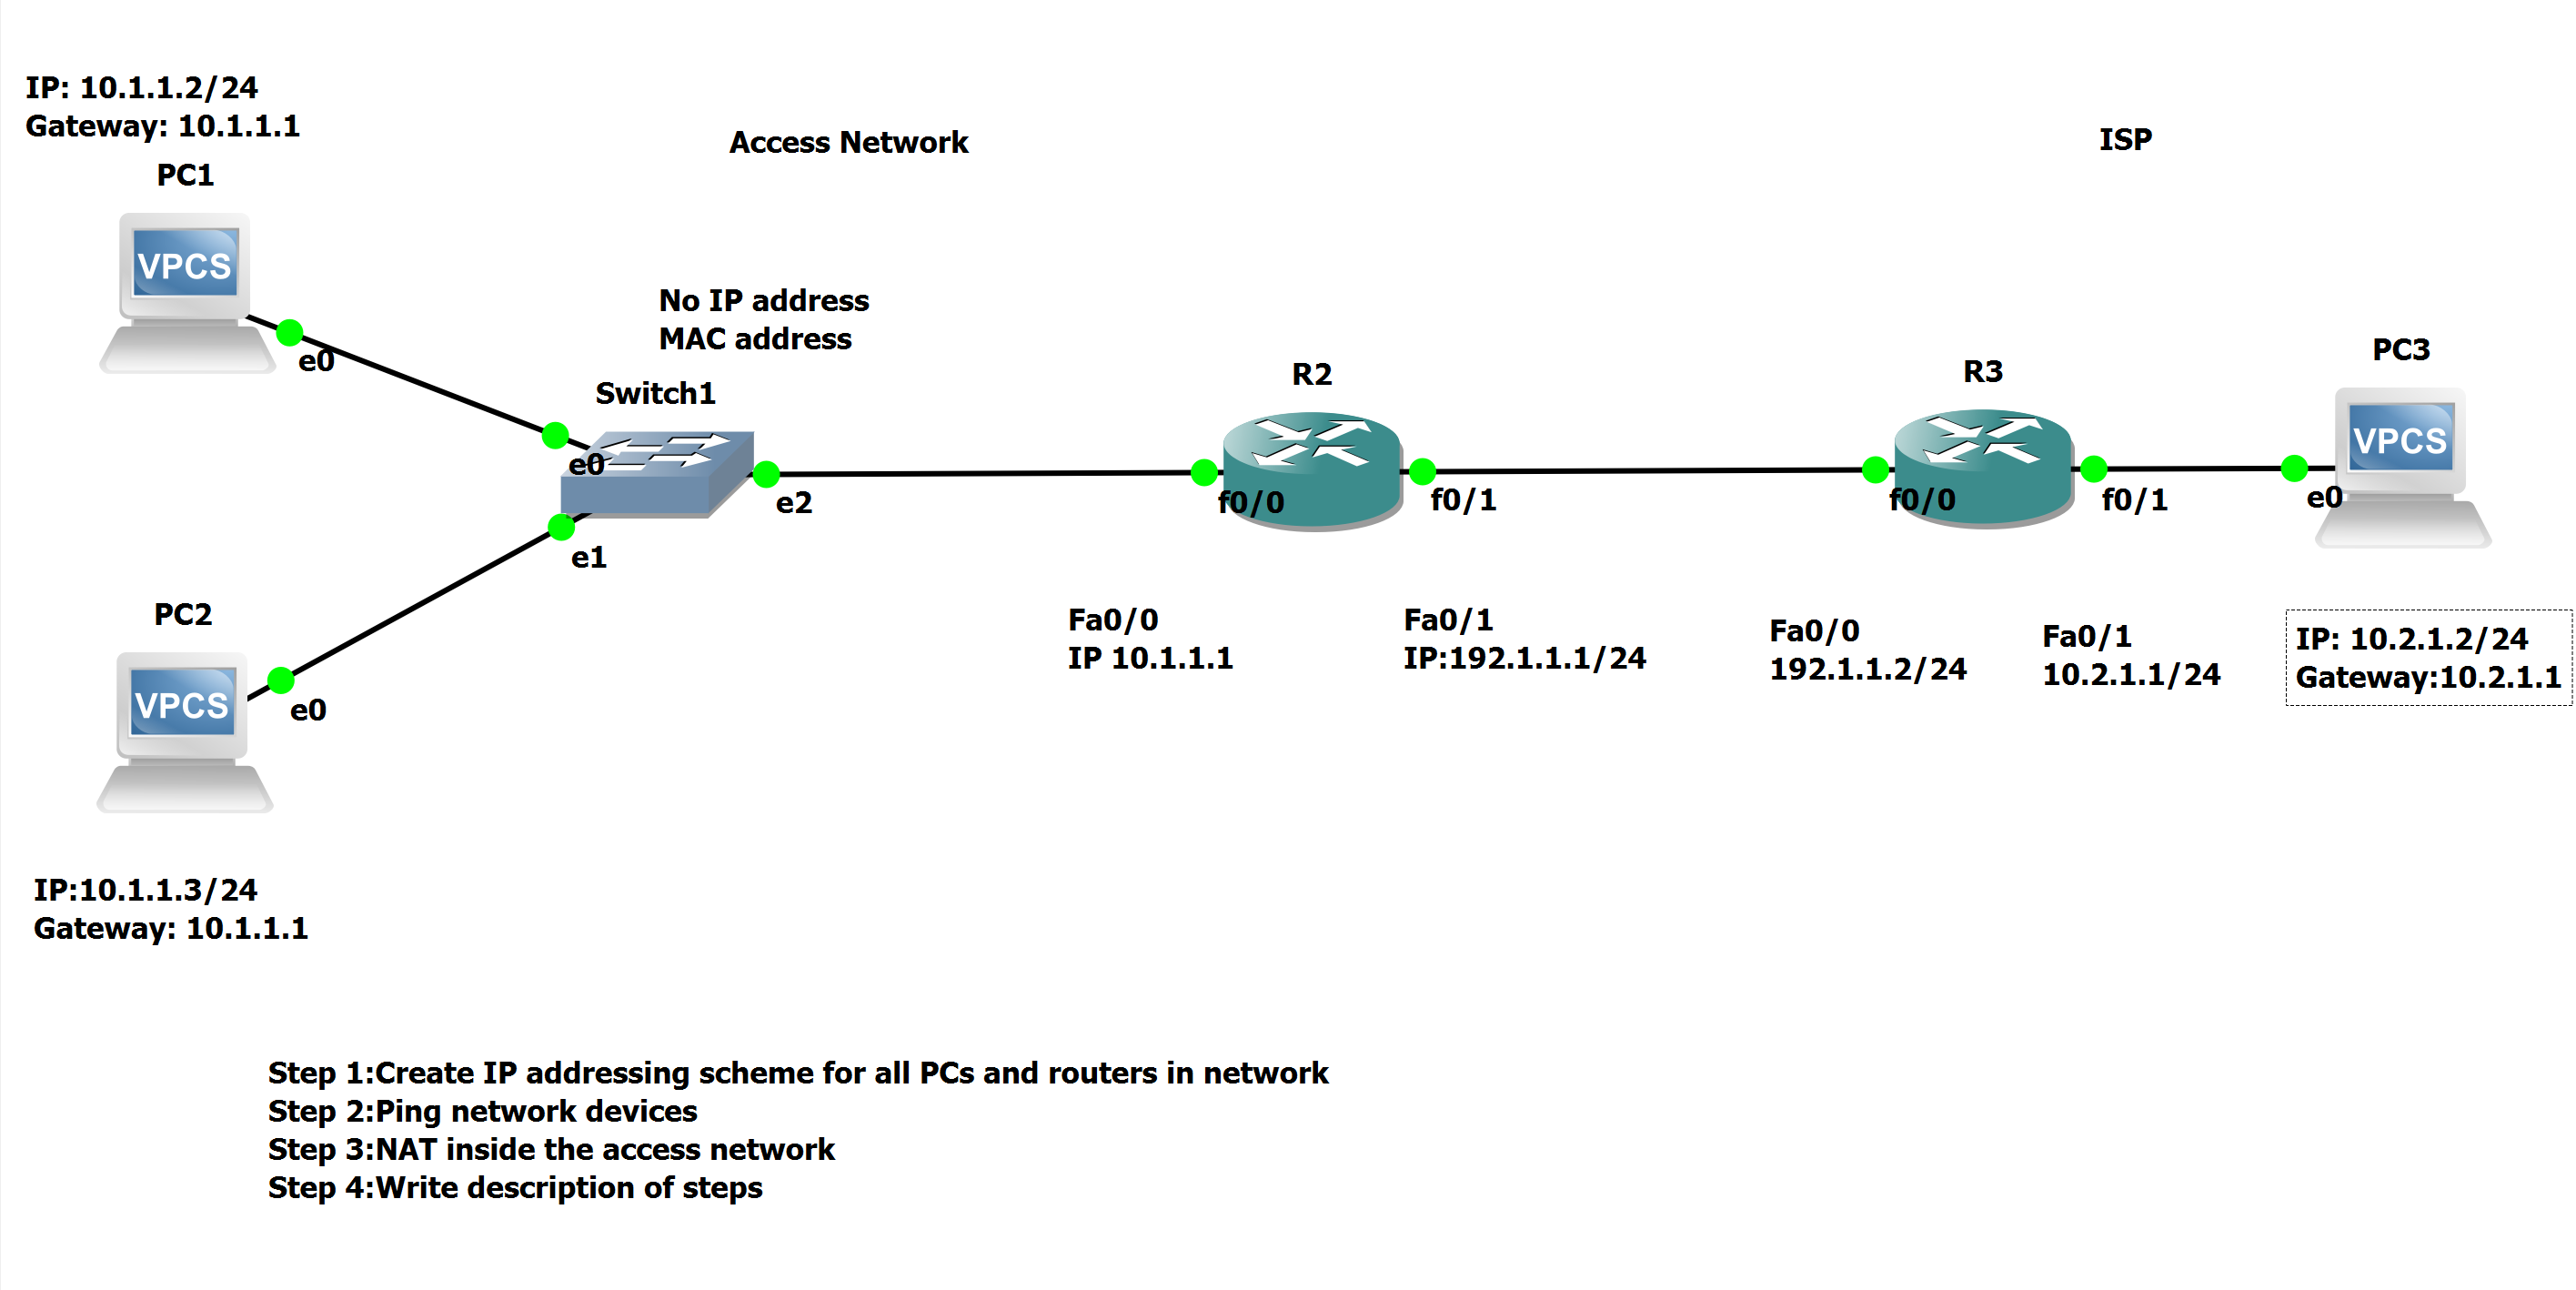 IP: 10.1.1.2/24
Gateway: 10.1.1.1
PC1
VPCS
e0
Access Network
ISP
No IP address
MAC address
Switch1
e0
e1
e2
R2
f0/0
f0/1
R3
f0/0
f0/1
PC3
VPCS
e0
PC2
VPCS
e0
Fa0/0
IP 10.1.1.1
Fa0/1
IP:192.1.1.1/24
Fa0/0
192.1.1.2/24
Fa0/1
10.2.1.1/24
IP: 10.2.1.2/24
Gateway:10.2.1.1
IP:10.1.1.3/24
Gateway: 10.1.1.1
Step 1:Create IP addressing scheme for all PCs and routers in network
Step 2:Ping network devices
Step 3:NAT inside the access network
Step 4:Write description of steps